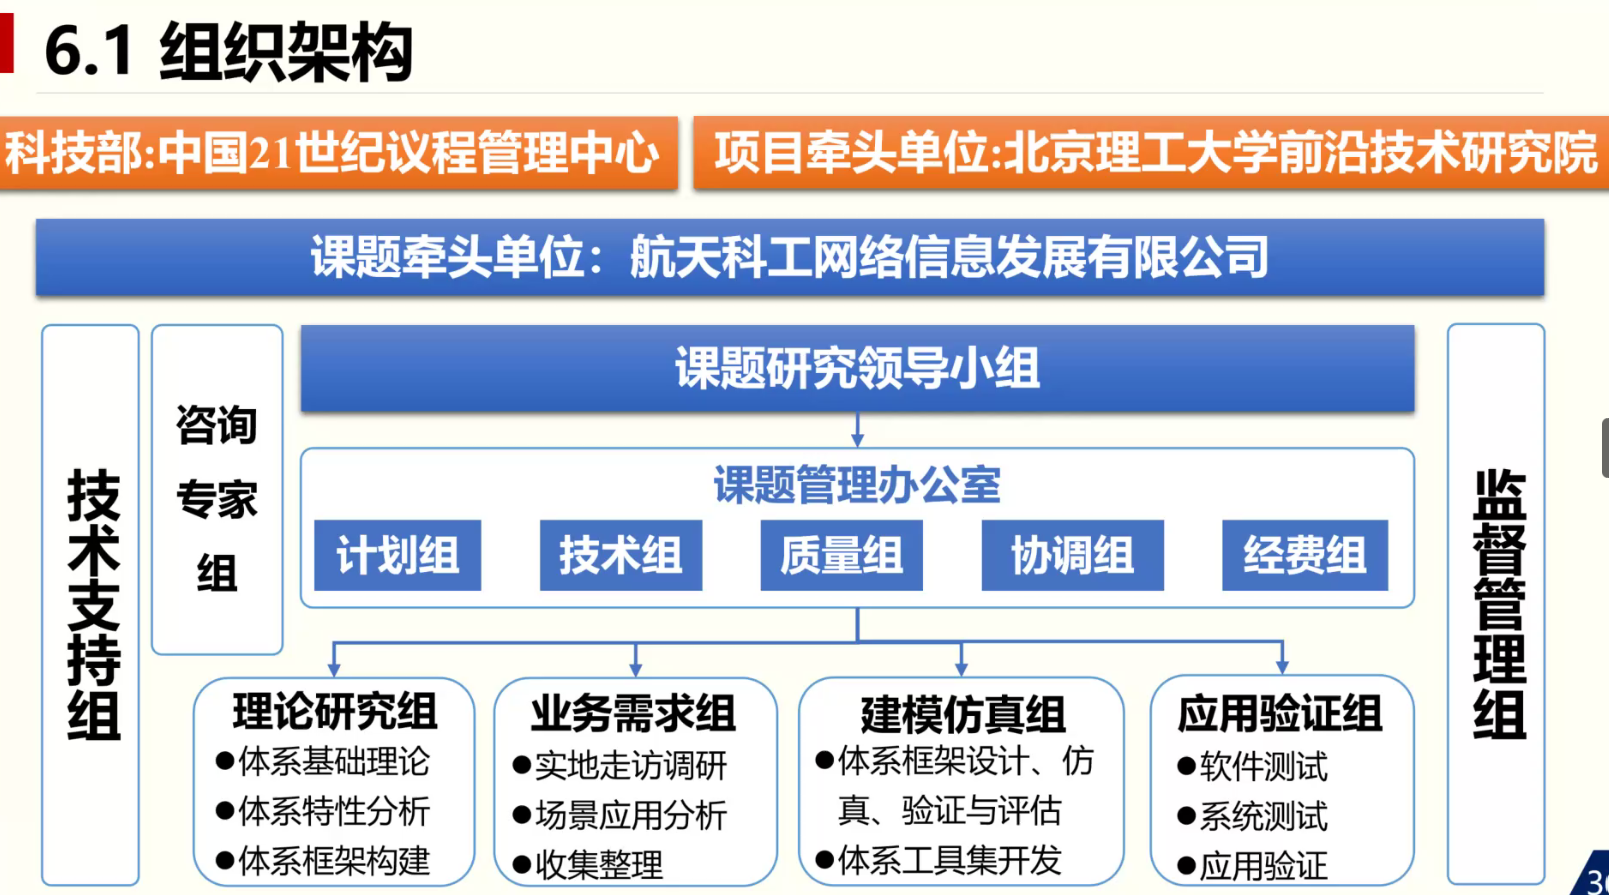 6.1 组织架构
科技部:中国21世纪议程管理中心
项目牵头单位:北京理工大学前沿技术研究院
课题牵头单位：航天科工网络信息发展有限公司
技术支持组
咨询
专家
组
课题研究领导小组
课题管理办公室
计划组
技术组
质量组
协调组
经费组
监督管理组
理论研究组
●体系基础理论
●体系特性分析
●体系框架构建
业务需求组
●实地走访调研
●场景应用分析
●收集整理
建模仿真组
●体系框架设计、仿
真、验证与评估
●体系工具集开发
应用验证组
●软件测试
●系统测试
●应用验证